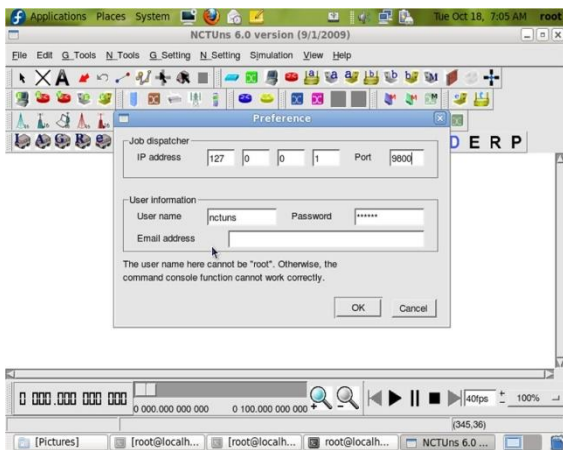 Applications Places System Tue Oct 18, 7:05 AM root
NCTUns 6.0 version (9/1/2009)
File Edit G_Tools N_Tools G_Setting N_Setting Simulation View Help
Preference
Job dispatcher
IP address 127 0 0 1 Port 9800
D E R P
User information
User name nctuns Password ******
Email address
The user name here cannot be "root". Otherwise, the
command console function cannot work correctly.
OK Cancel
0 000 .000 000 000
0 000.000 000 000 0 100.000 000 000
40fps 100%
(345,36)
[Pictures] [root@localh... [root@localh... root@localh... NCTUns 6.0 ...